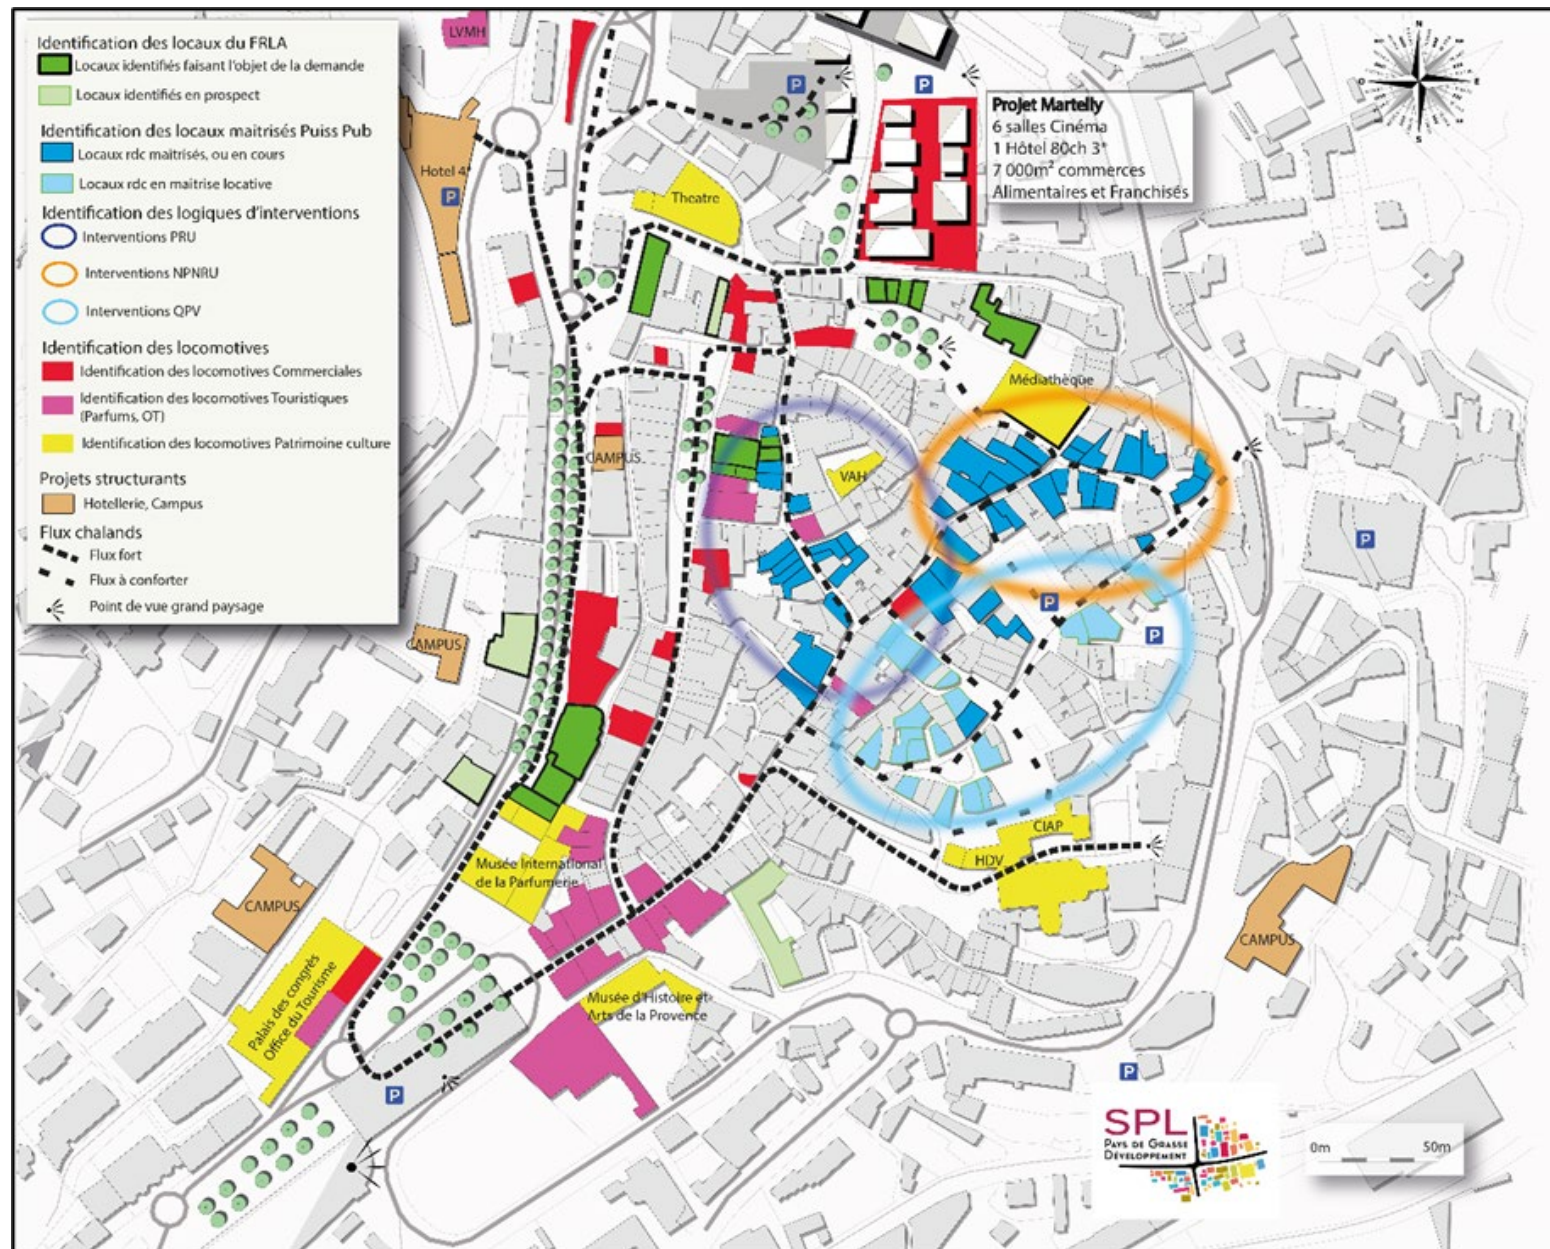 Identification des locaux du FRLA
Locaux identifiés faisant l'objet de la demande
Locaux identifiés en prospect
Identification des locaux maitrisés Puiss Pub
Locaux rdc maitrisés, ou en cours
Locaux rdc en maitrise locative
Identification des logiques d'interventions
Interventions PRU
Interventions NPNRU
Interventions QPV
Identification des locomotives
Identification des locomotives Commerciales
Identification des locomotives Touristiques
(Parfums, OT)
Identification des locomotives Patrimoine culture
Projets structurants
Hotellerie, Campus
Flux chalands
Flux fort
Flux à conforter
Point de vue grand paysage
LVMH
Hotel 4*
P
P
P
Theatre
Projet Martelly
6 salles Cinéma
1 Hôtel 80ch 3*
7 000m² commerces
Alimentaires et Franchisés
N
O
E
S
Médiathèque
CAMPUS
VAH
P
P
P
CAMPUS
CIAP
HDV
Musée International
de la Parfumerie
CAMPUS
CAMPUS
Palais des congrès
Office du Tourisme
Musée d'Histoire et
Arts de la Provence
P
P
SPL
PAYS DE GRASSE
DÉVELOPPEMENT
0m
50m